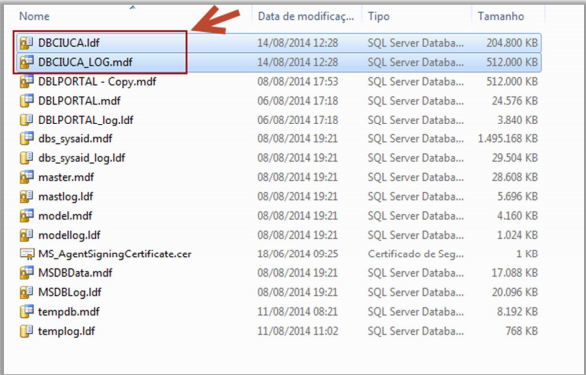 Nome Data de modificaç... Tipo Tamanho
DBCIUCA.ldf 14/08/2014 12:28 SQL Server Databa... 204.800 KB
DBCIUCA_LOG.mdf 14/08/2014 12:28 SQL Server Databa... 512.000 KB
DBLPORTAL - Copy.mdf 08/08/2014 17:53 SQL Server Databa... 512.000 KB
DBLPORTAL.mdf 06/08/2014 17:18 SQL Server Databa... 24.576 KB
DBLPORTAL_log.ldf 06/08/2014 17:18 SQL Server Databa... 3.840 KB
dbs_sysaid.mdf 08/08/2014 19:21 SQL Server Databa... 1.495.168 KB
dbs_sysaid_log.ldf 08/08/2014 19:21 SQL Server Databa... 29.504 KB
master.mdf 08/08/2014 19:21 SQL Server Databa... 28.608 KB
mastlog.ldf 08/08/2014 19:21 SQL Server Databa... 5.696 KB
model.mdf 08/08/2014 19:21 SQL Server Databa... 4.160 KB
modellog.ldf 08/08/2014 19:21 SQL Server Databa... 1.024 KB
MS_AgentSigningCertificate.cer 18/06/2014 09:25 Certificado de Seg... 1 KB
MSDBData.mdf 08/08/2014 19:21 SQL Server Databa... 17.088 KB
MSDBLog.ldf 08/08/2014 19:21 SQL Server Databa... 20.096 KB
tempdb.mdf 11/08/2014 08:21 SQL Server Databa... 8.192 KB
templog.ldf 11/08/2014 11:02 SQL Server Databa... 768 KB